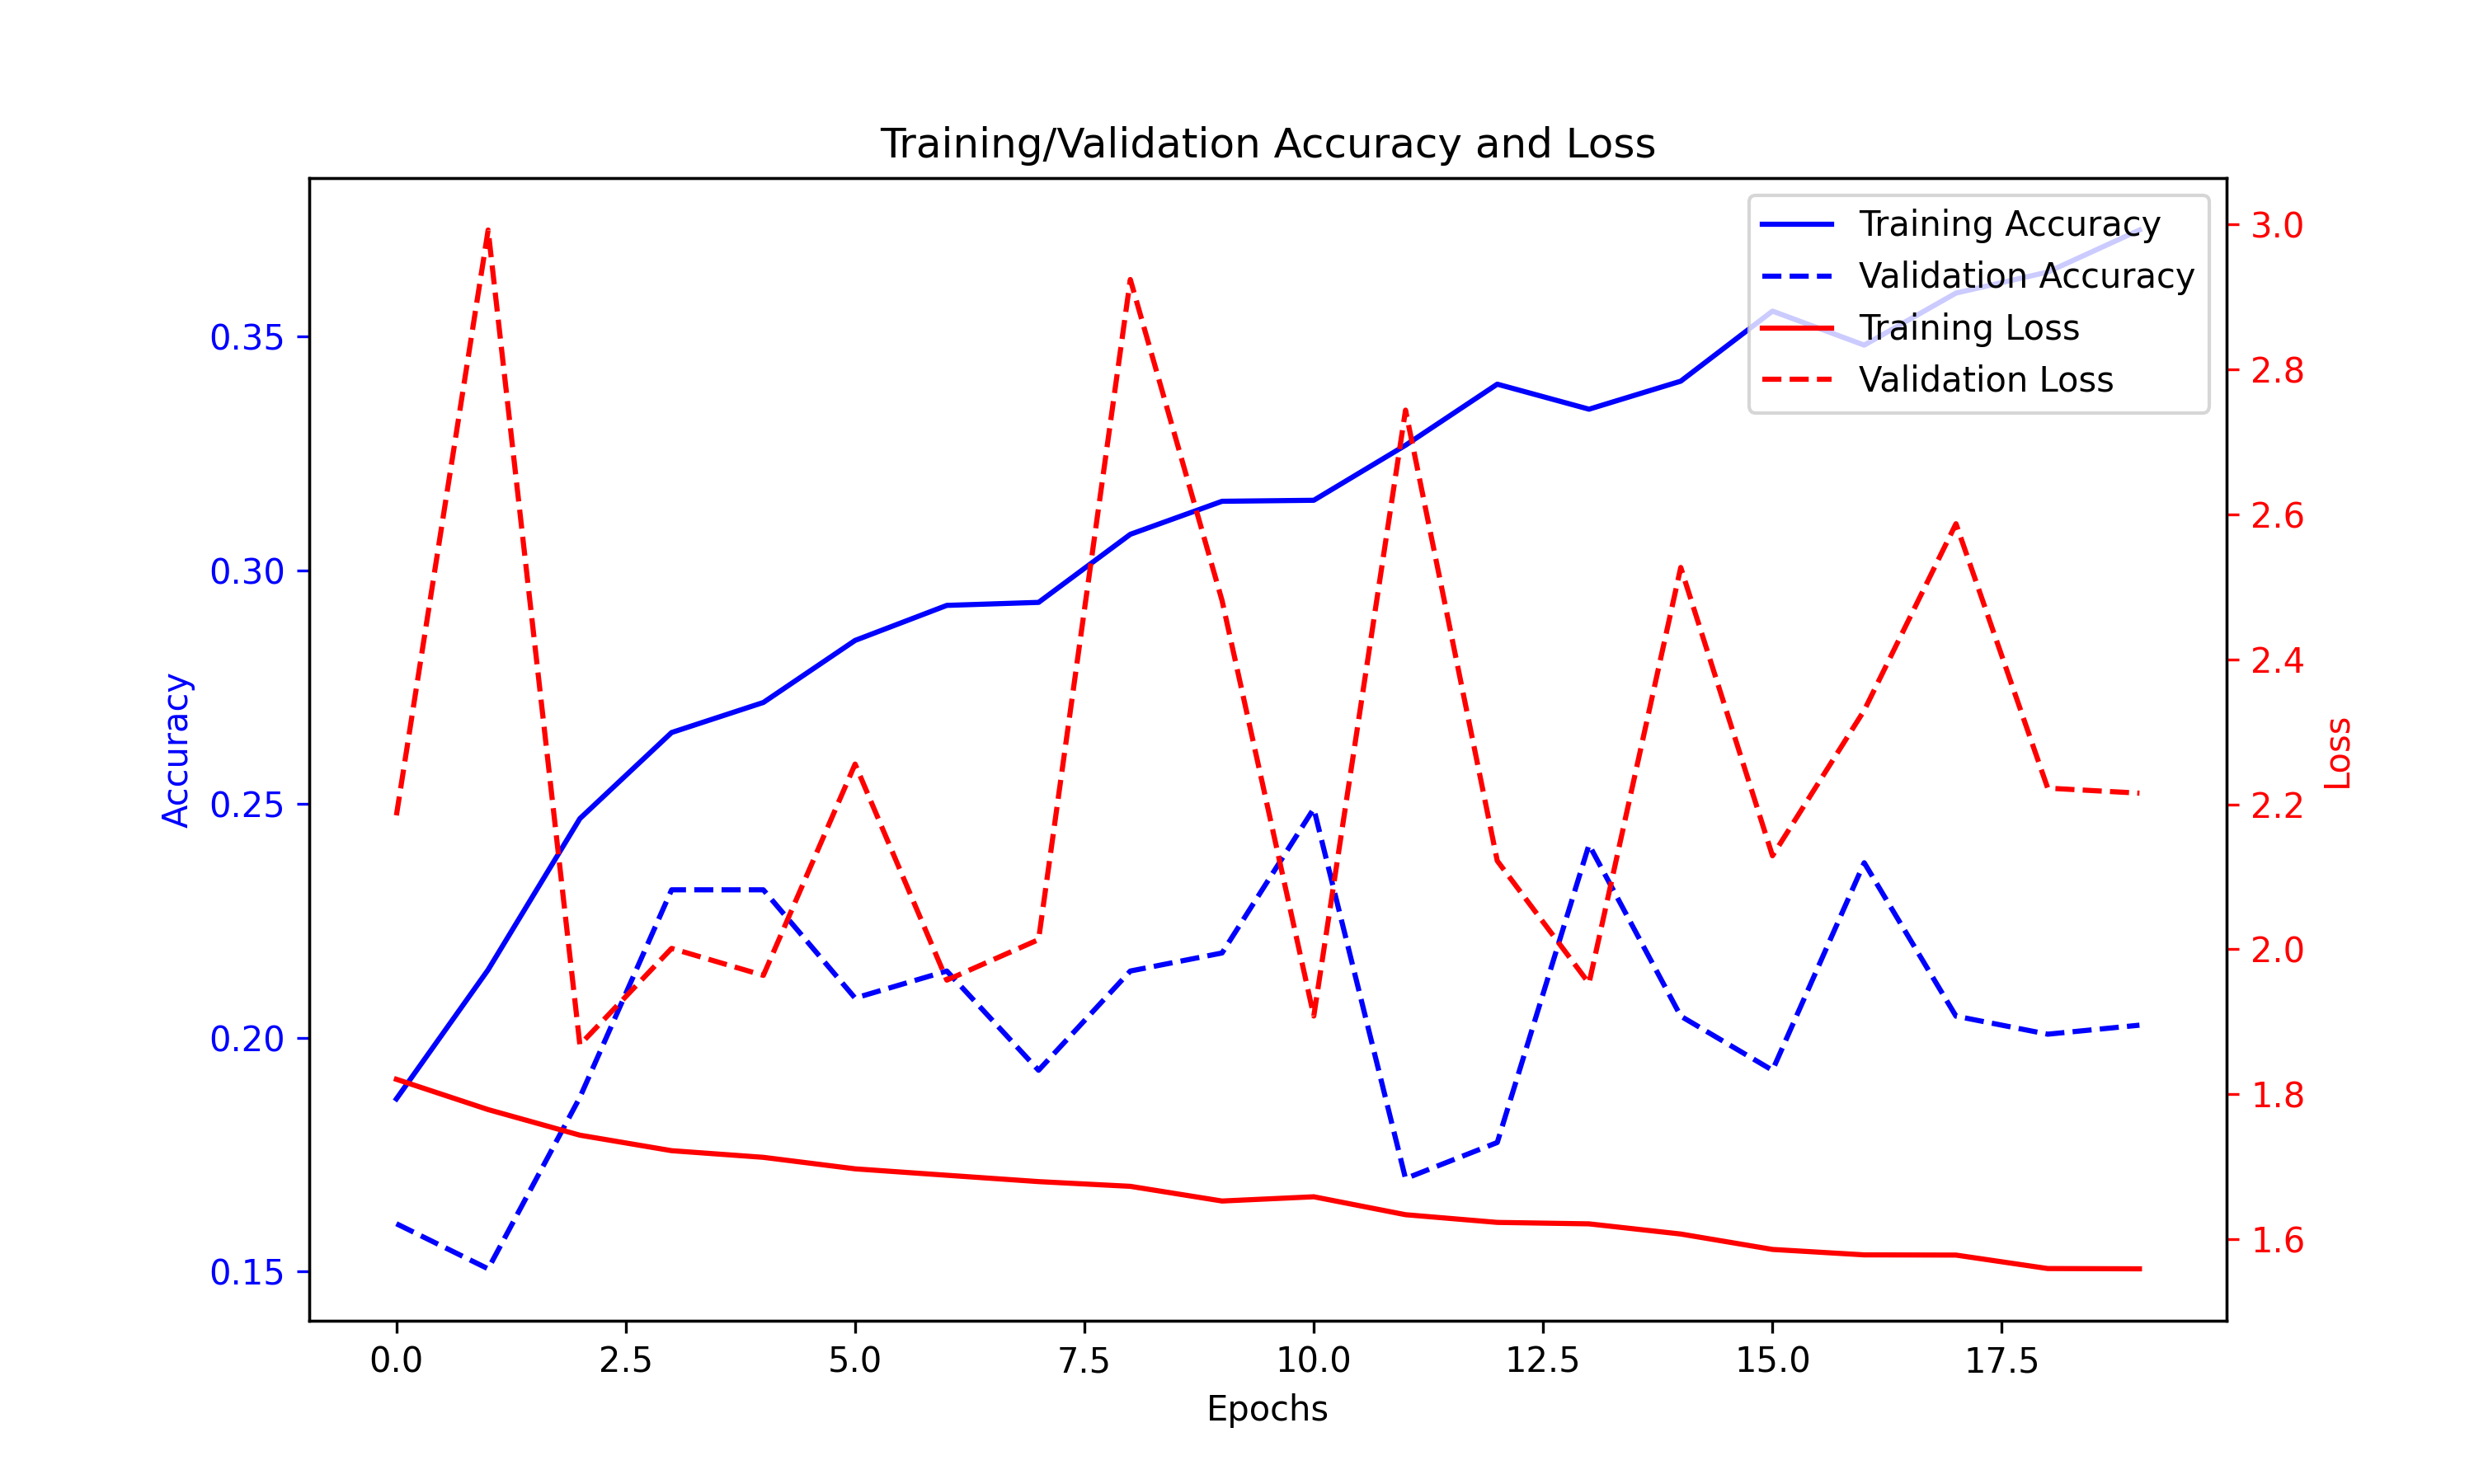 Training/Validation Accuracy and Loss
Training Accuracy
Validation Accuracy
Training Loss
Validation Loss
Accuracy
0.35
0.30
0.25
0.20
0.15
3.0
2.8
2.6
2.4
2.2
2.0
1.8
1.6
Loss
0.0 2.5 5.0 7.5 10.0 12.5 15.0 17.5
Epochs